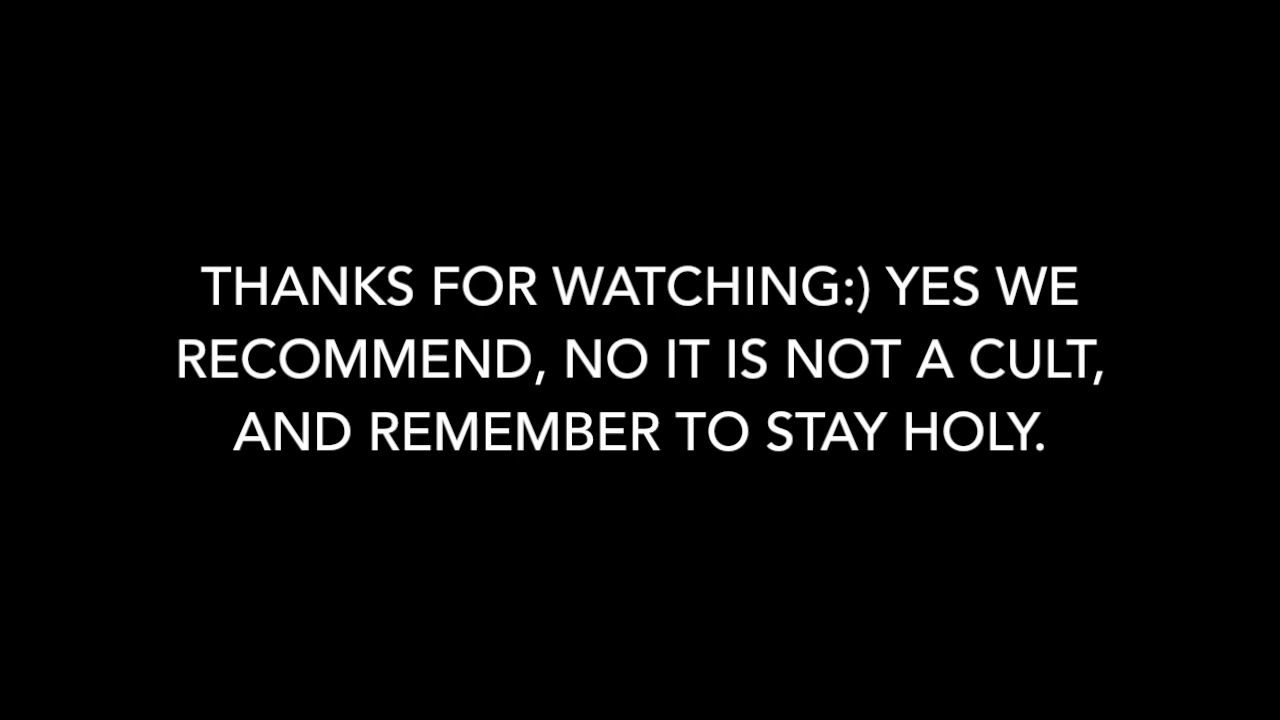 THANKS FOR WATCHING:) YES WE
RECOMMEND, NO IT IS NOT A CULT,
AND REMEMBER TO STAY HOLY.